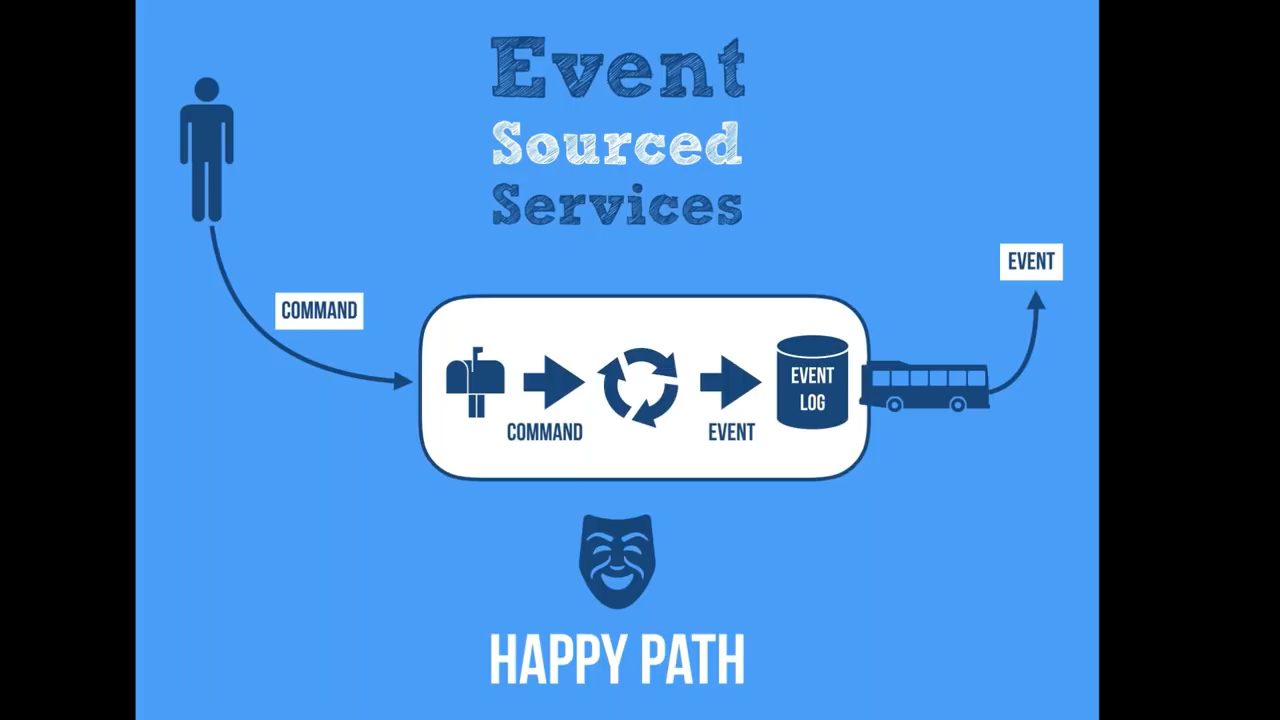 Event
Sourced
Services
EVENT
COMMAND
EVENT
LOG
COMMAND
EVENT
HAPPY PATH